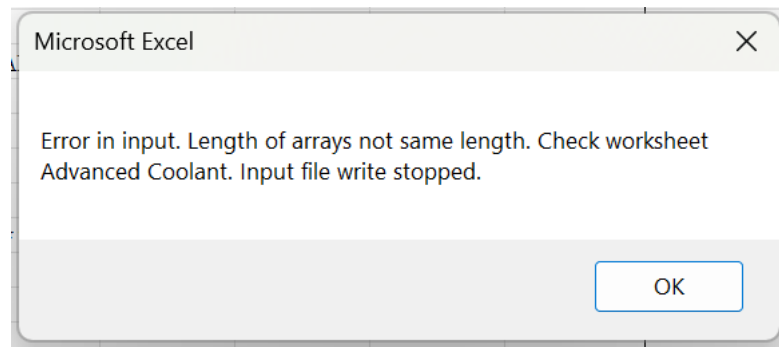 Microsoft Excel
Error in input. Length of arrays not same length. Check worksheet
Advanced Coolant. Input file write stopped.
OK